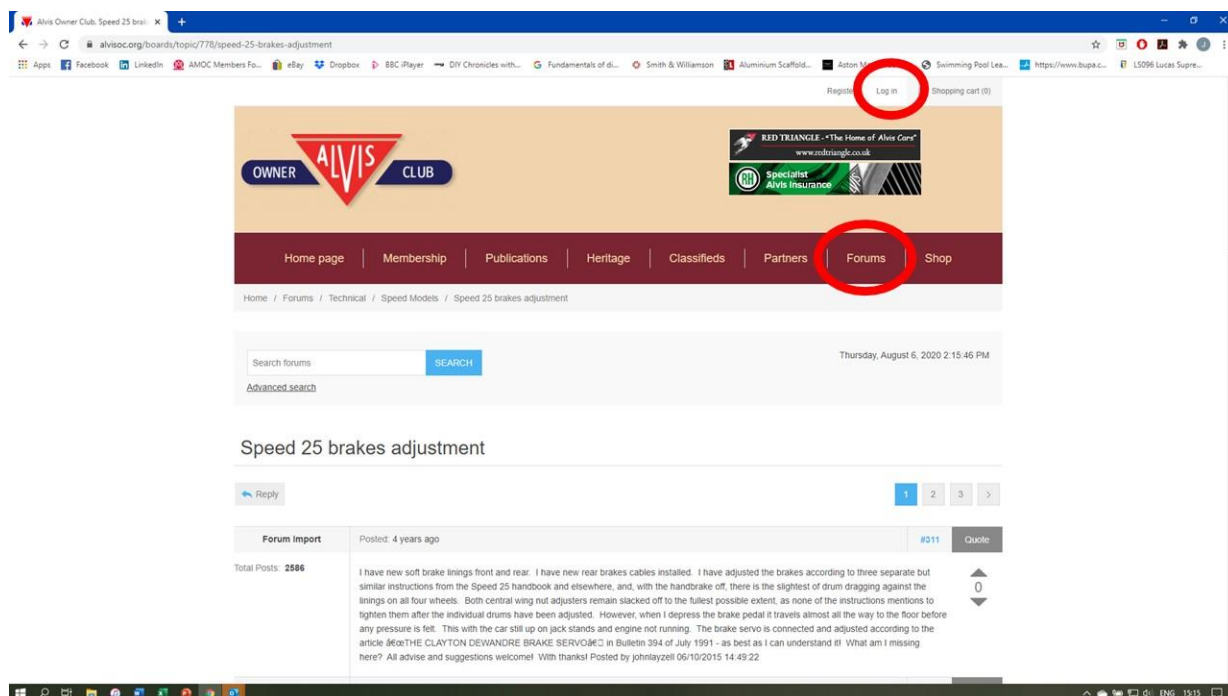 Alvis Owner Club. Speed 25 brak
alvisoc.org/boards/topic/778/speed-25-brakes-adjustment
Apps Facebook LinkedIn AMOC Members Fo... eBay Dropbox BBC iPlayer DIY Chronicles with... Fundamentals of di... Smith & Williamson Aluminium Scaffold... Aston Swimming Pool Lea... https://www.bupa.c... LS096 Lucas Supre...
Register Log in Shopping cart (0)
OWNER ALVIS CLUB
RED TRIANGLE - "The Home of Alvis Cars"
www.redtriangle.co.uk
RH Specialist
Alvis Insurance
Home page Membership Publications Heritage Classifieds Partners Forums Shop
Home / Forums / Technical / Speed Models / Speed 25 brakes adjustment
Search forums SEARCH Thursday, August 6, 2020 2:15:46 PM
Advanced search
Speed 25 brakes adjustment
Reply 1 2 3 >
Forum Import Posted: 4 years ago #311 Quote
Total Posts: 2586
I have new soft brake linings front and rear. I have new rear brakes cables installed. I have adjusted the brakes according to three separate but
similar instructions from the Speed 25 handbook and elsewhere, and, with the handbrake off, there is the slightest of drum dragging against the
linings on all four wheels. Both central wing nut adjusters remain slacked off to the fullest possible extent, as none of the instructions mentions to
tighten them after the individual drums have been adjusted. However, when I depress the brake pedal it travels almost all the way to the floor before
any pressure is felt. This with the car still up on jack stands and engine not running. The brake servo is connected and adjusted according to the
article â€œTHE CLAYTON DEWANDRE BRAKE SERVOâ€ in Bulletin 394 of July 1991 - as best as I can understand it! What am I missing
here? All advise and suggestions welcome! With thanks! Posted by johnlayzell 06/10/2015 14:49:22
0
ENG 15:15